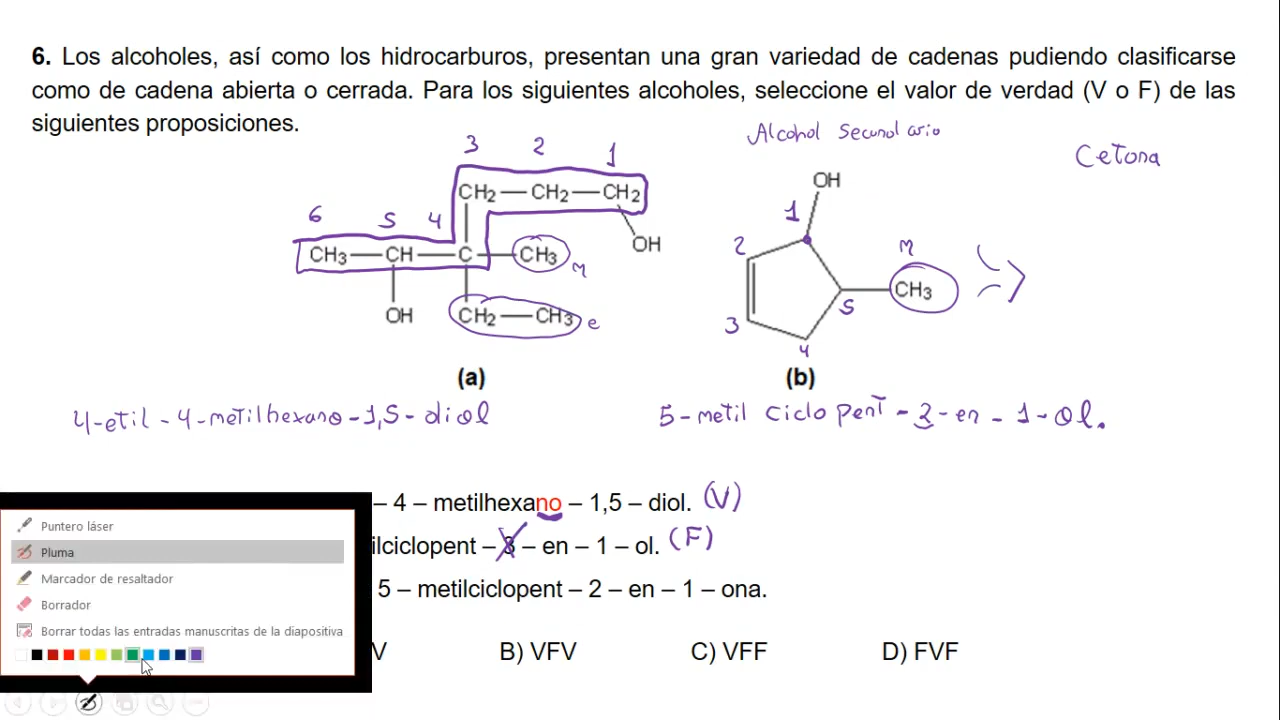 6. Los alcoholes, así como los hidrocarburos, presentan una gran variedad de cadenas pudiendo clasificarse
como de cadena abierta o cerrada. Para los siguientes alcoholes, seleccione el valor de verdad (V o F) de las
siguientes proposiciones.
Alcohol Secundario
Cetona
3 2 1
CH2 — CH2 — CH2
OH
6 5 4
CH3 — CH — C — CH3 M
OH
CH2 — CH3 e
OH
1
2
M
CH3
5
3
4
(a)
(b)
4-etil - 4-metilhexano - 1,5 - diol
5-metil ciclo pent - 2 - en - 1 - ol.
– 4 – metilhexano – 1,5 – diol. (V)
ilciclopent – 3 – en – 1 – ol. (F)
5 – metilciclopent – 2 – en – 1 – ona.
V B) VFV C) VFF D) FVF
Puntero láser
Pluma
Marcador de resaltador
Borrador
Borrar todas las entradas manuscritas de la diapositiva